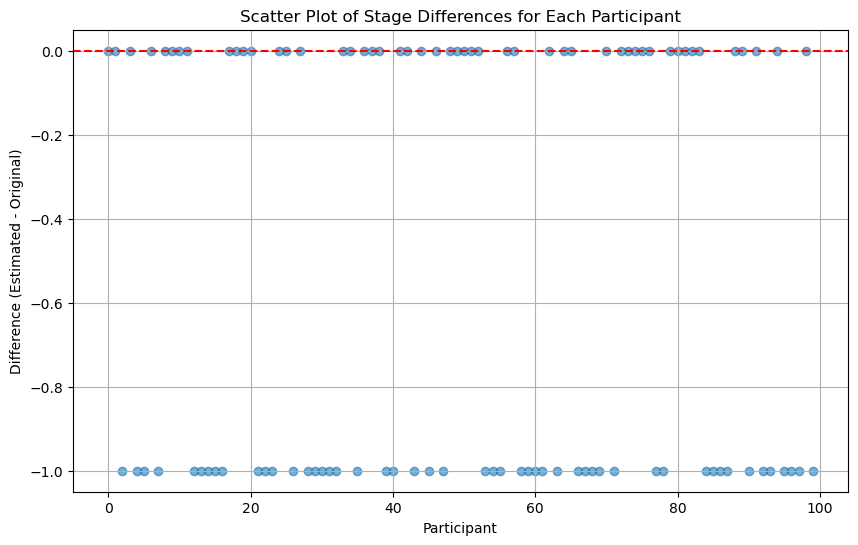 Scatter Plot of Stage Differences for Each Participant
Difference (Estimated - Original)
0.0
−0.2
−0.4
−0.6
−0.8
−1.0
0 20 40 60 80 100
Participant